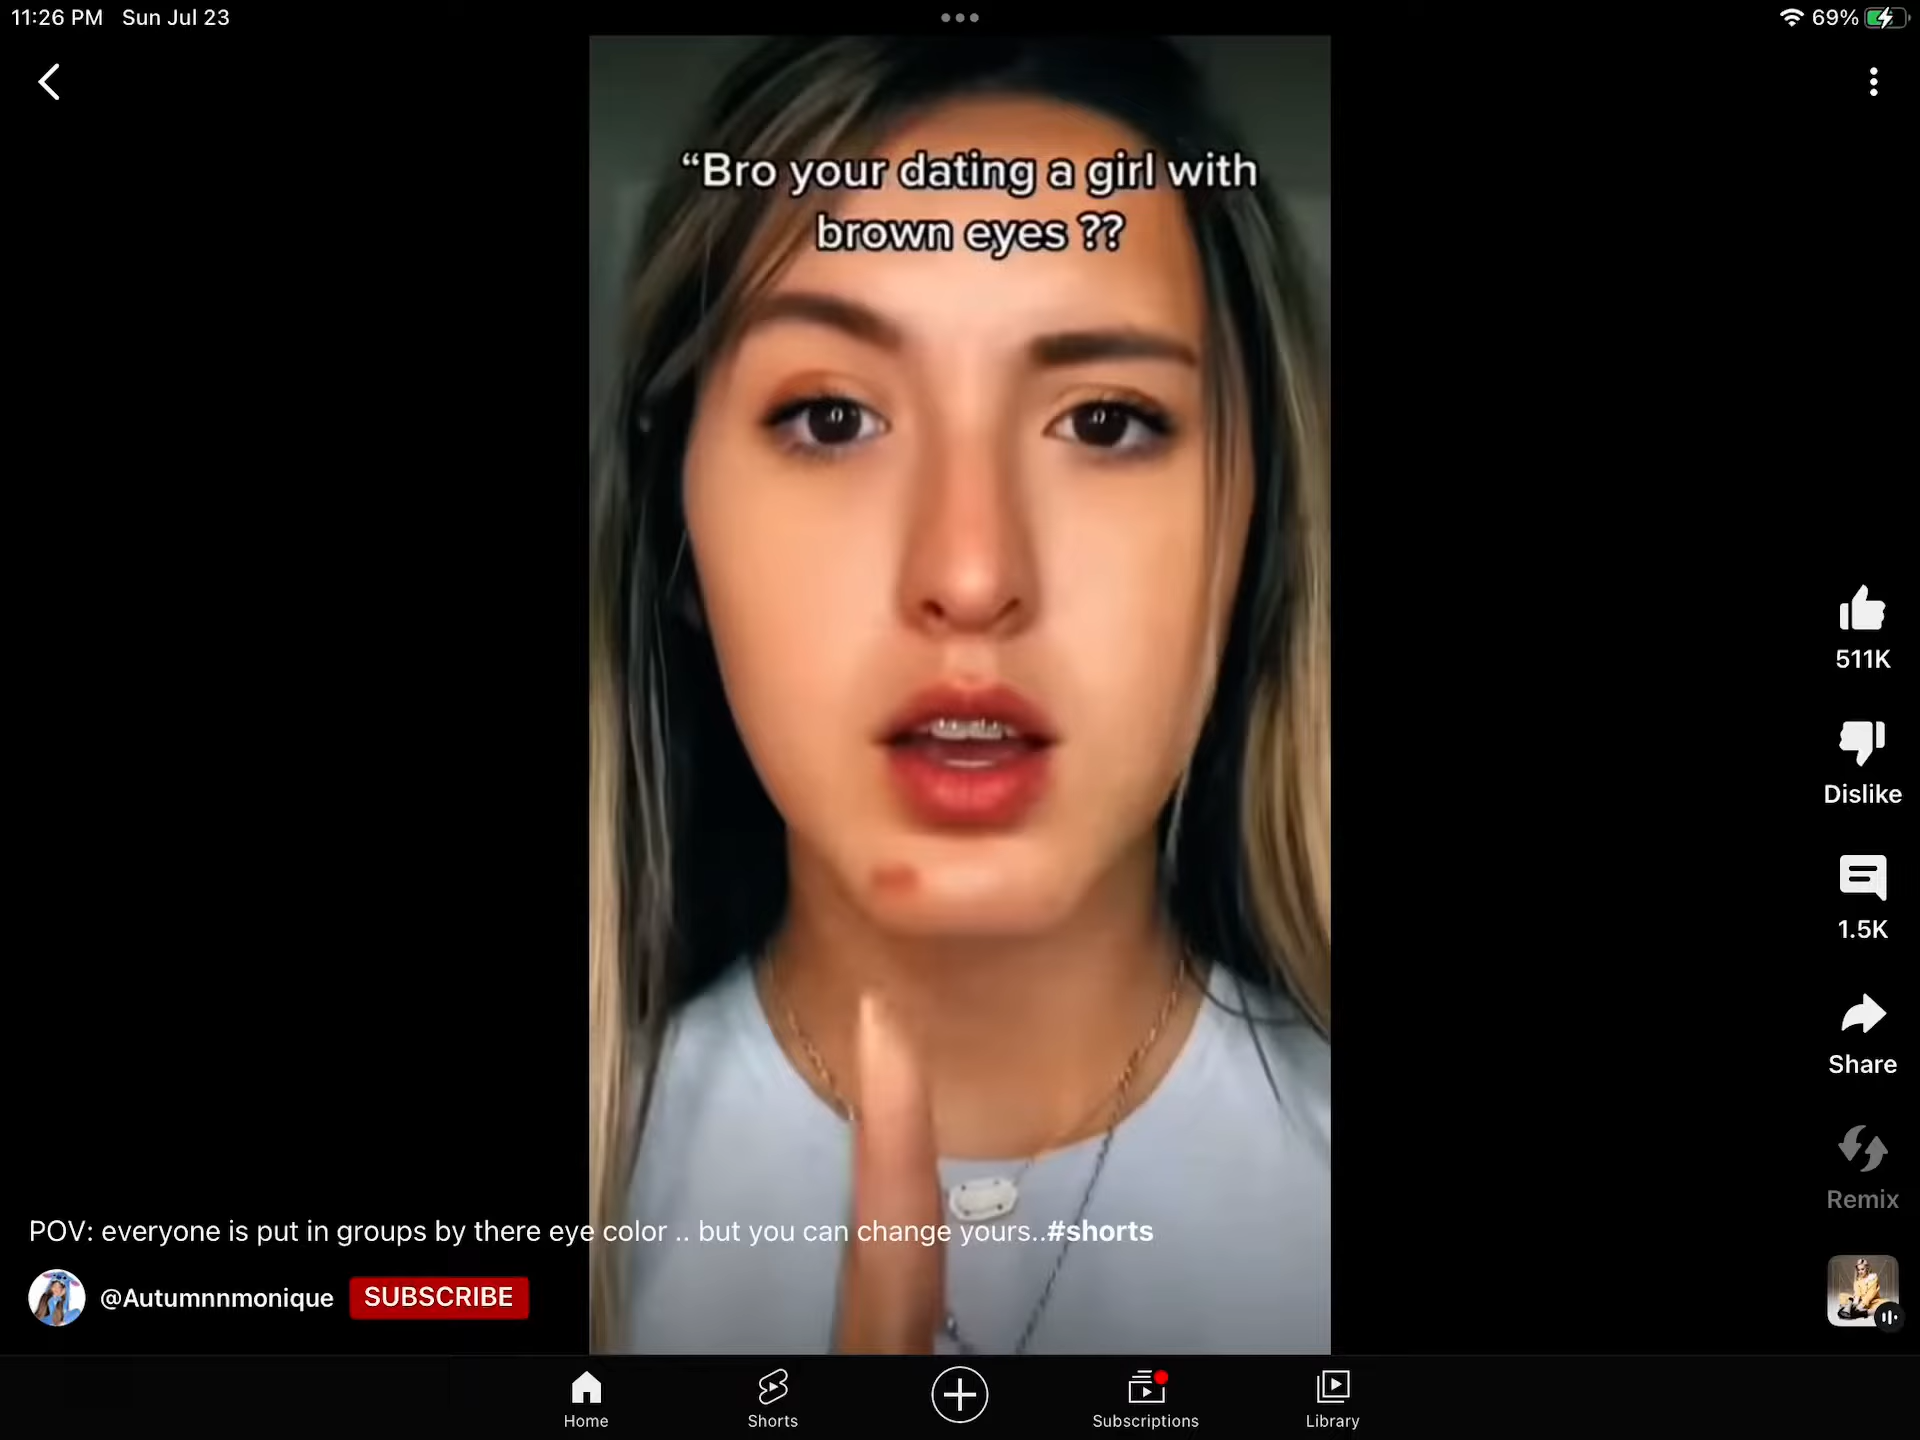 11:26 PM Sun Jul 23
69%
“Bro your dating a girl with
brown eyes ??
511K
Dislike
1.5K
Share
Remix
POV: everyone is put in groups by there eye color .. but you can change yours..#shorts
@Autumnnmonique SUBSCRIBE
Home Shorts Subscriptions Library